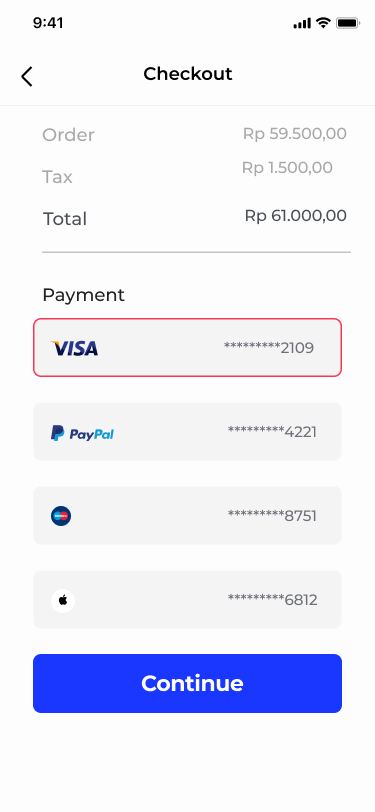 9:41
Checkout
Order Rp 59.500,00
Tax Rp 1.500,00
Total Rp 61.000,00
Payment
VISA *********2109
PayPal *********4221
*********8751
*********6812
Continue